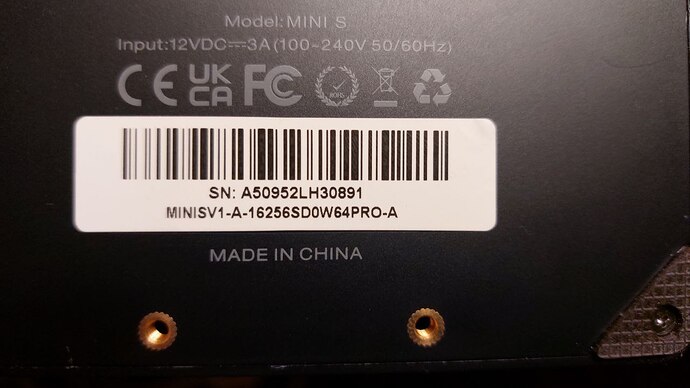 Model:MINI S
Input:12VDC⎓3A(100~240V 50/60Hz)
CE UK CA FC RoHS
SN: A50952LH30891
MINISV1-A-16256SD0W64PRO-A
MADE IN CHINA